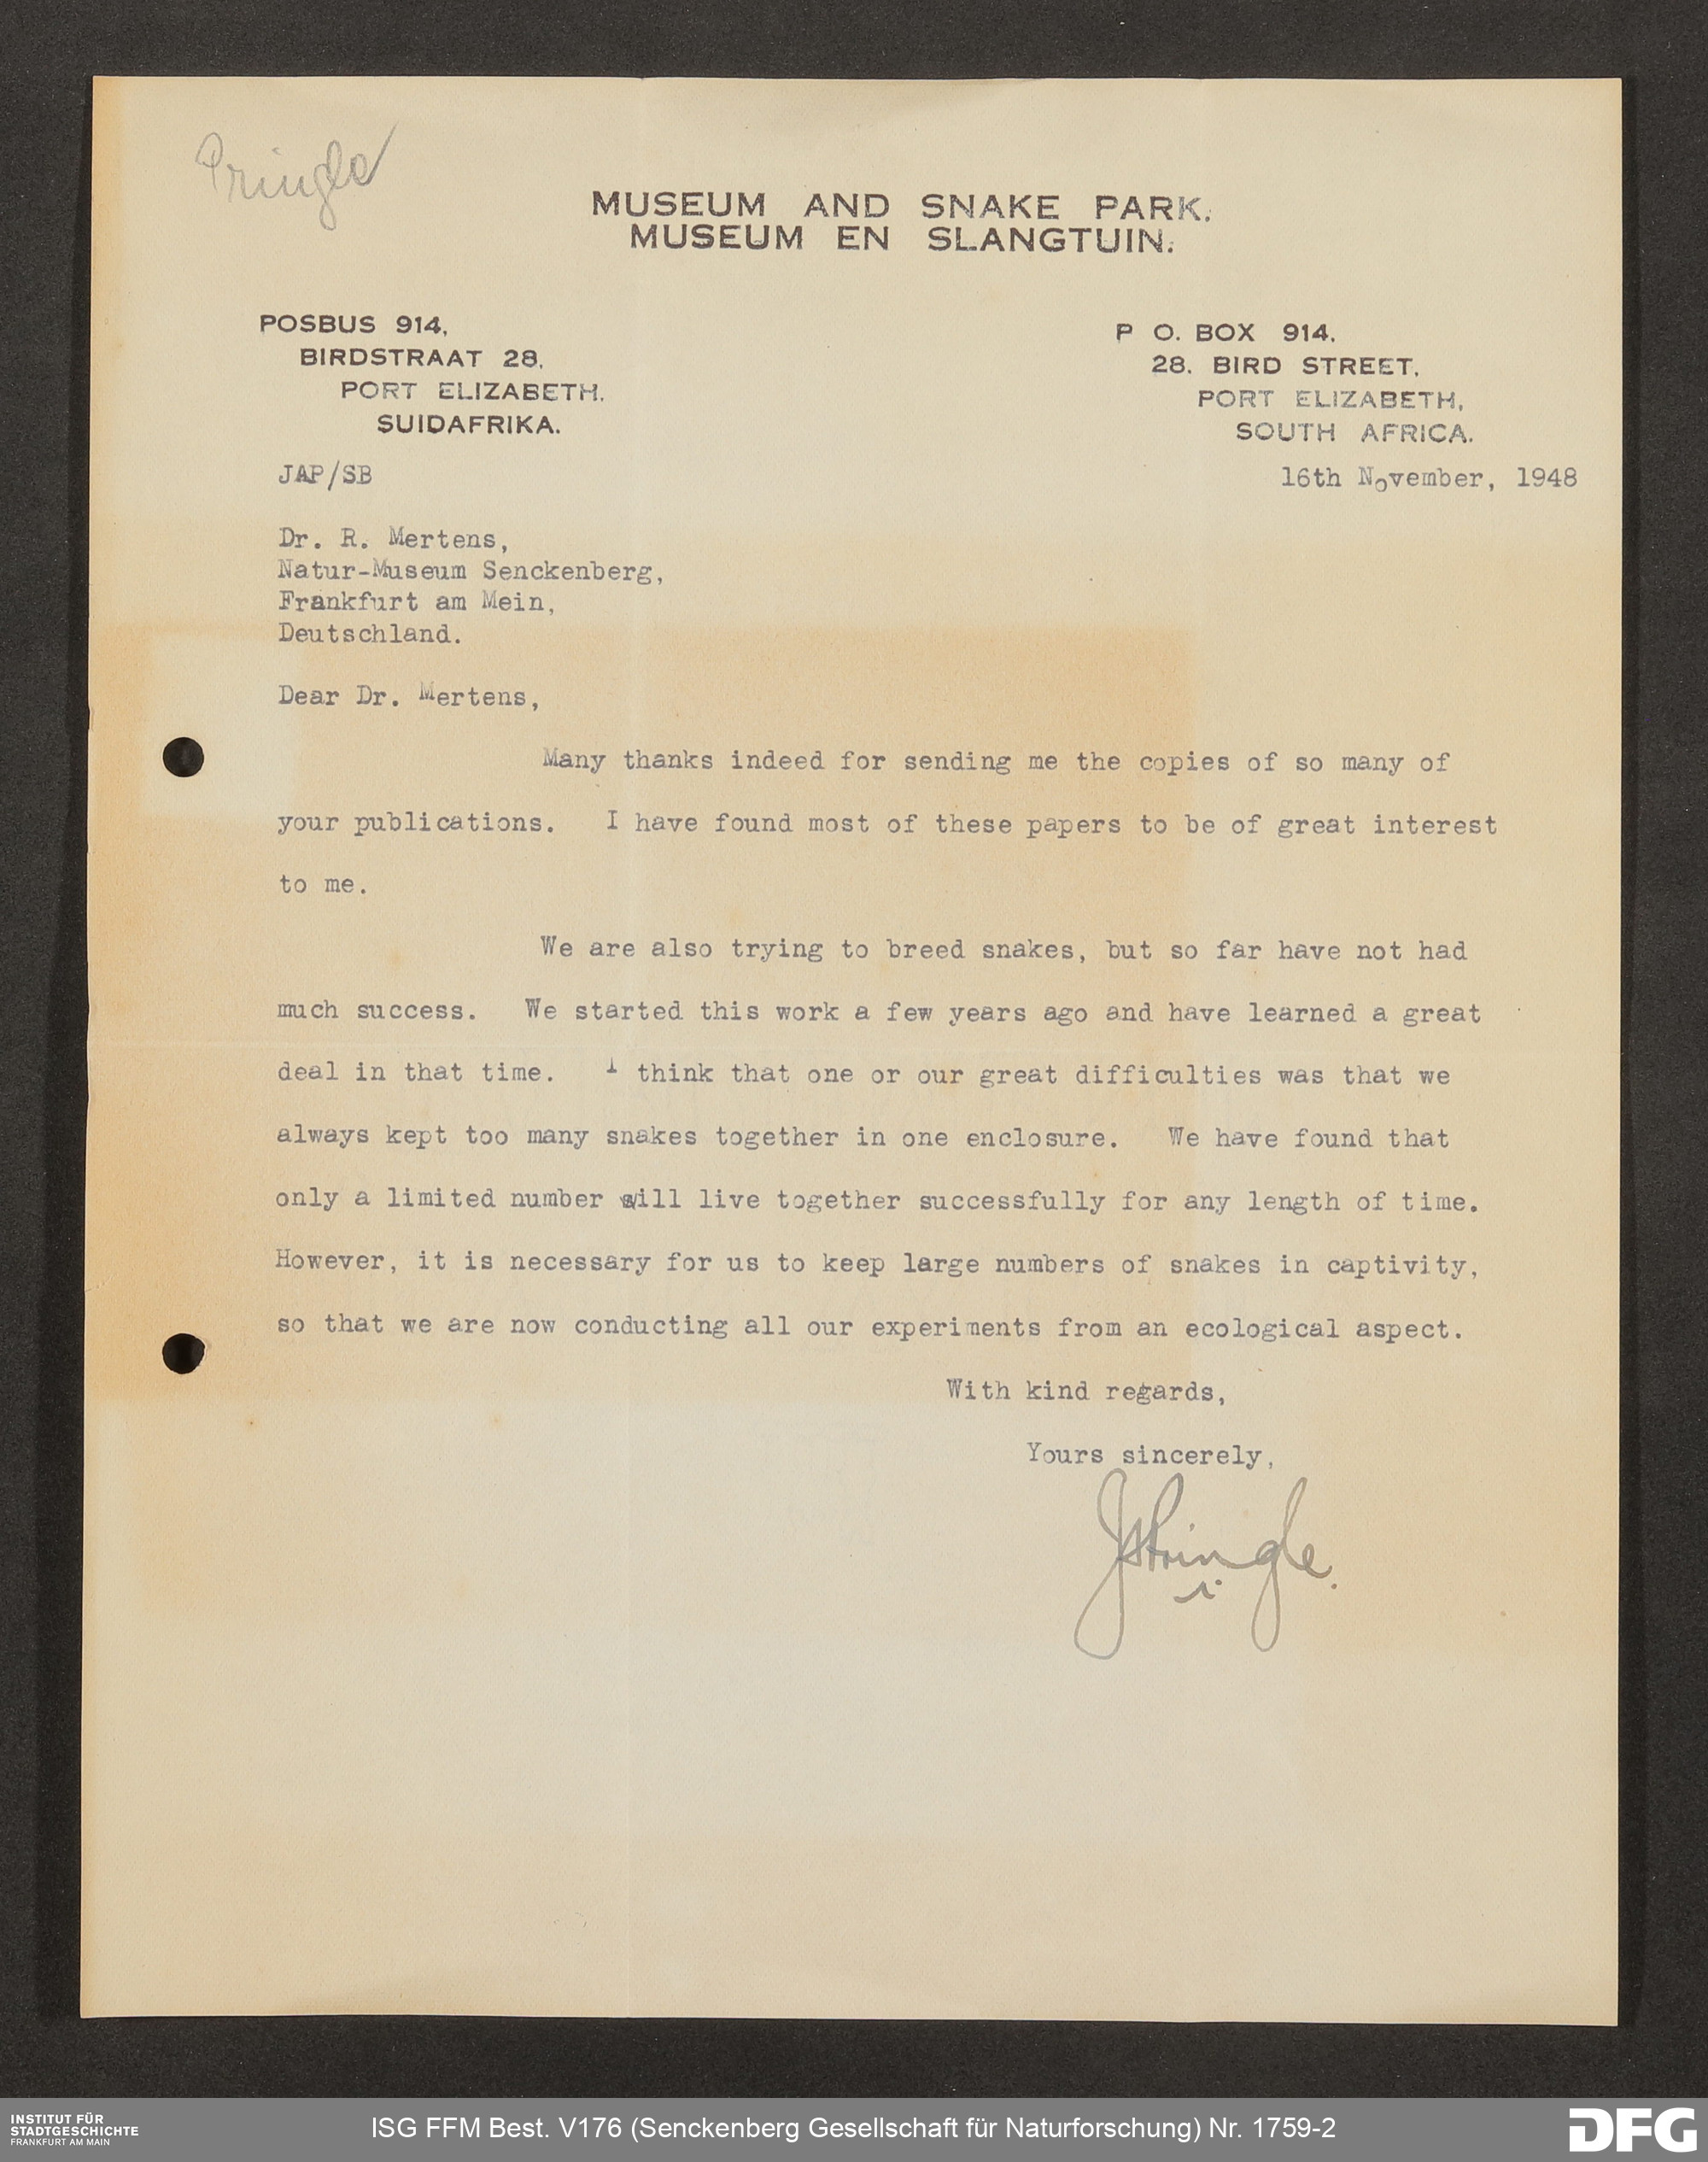 Pringle
MUSEUM AND SNAKE PARK.
MUSEUM EN SLANGTUIN.
POSBUS 914,
BIRDSTRAAT 28,
PORT ELIZABETH,
SUIDAFRIKA.
P O. BOX 914.
28. BIRD STREET,
PORT ELIZABETH,
SOUTH AFRICA.
JAP/SB
16th November, 1948
Dr. R. Mertens,
Natur-Museum Senckenberg,
Frankfurt am Mein,
Deutschland.
Dear Dr. Mertens,
Many thanks indeed for sending me the copies of so many of
your publications. I have found most of these papers to be of great interest
to me.
We are also trying to breed snakes, but so far have not had
much success. We started this work a few years ago and have learned a great
deal in that time. I think that one or our great difficulties was that we
always kept too many snakes together in one enclosure. We have found that
only a limited number will live together successfully for any length of time.
However, it is necessary for us to keep large numbers of snakes in captivity,
so that we are now conducting all our experiments from an ecological aspect.
With kind regards,
Yours sincerely,
JAPringle.
INSTITUT FÜR
STADTGESCHICHTE
FRANKFURT AM MAIN
ISG FFM Best. V176 (Senckenberg Gesellschaft für Naturforschung) Nr. 1759-2
DFG